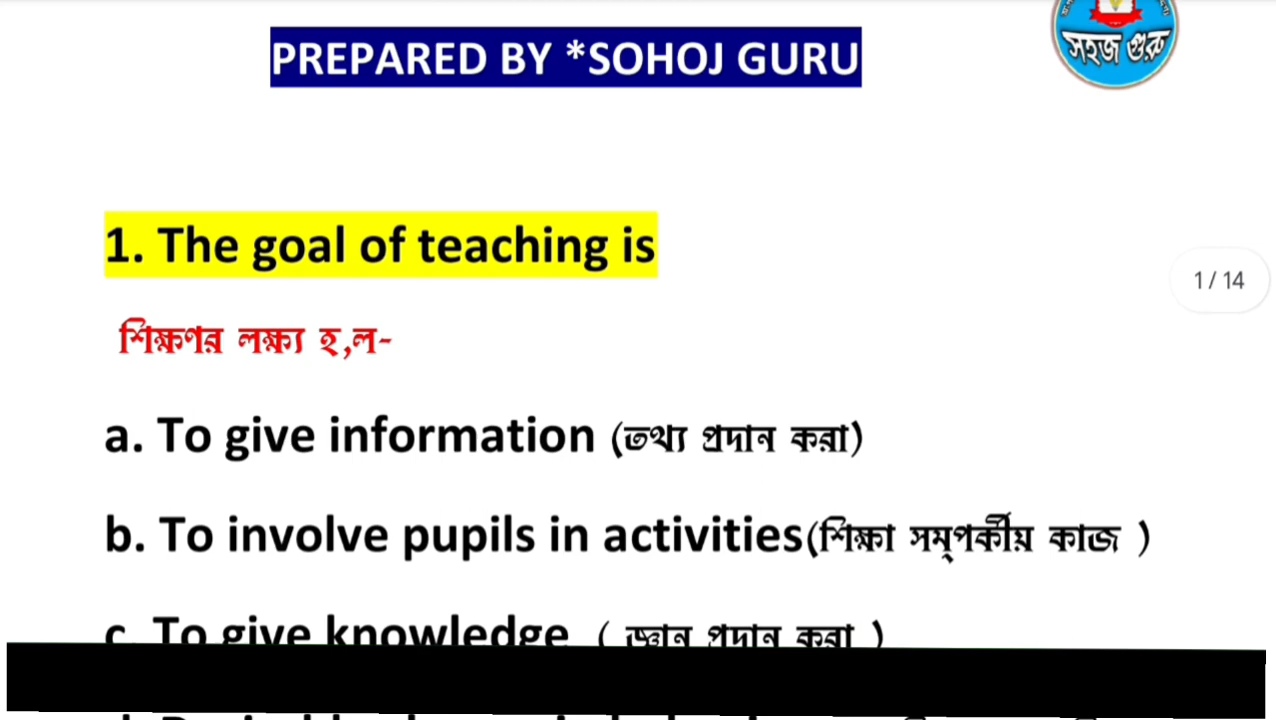 PREPARED BY *SOHOJ GURU
সহজ গুরু
1. The goal of teaching is
1 / 14
শিক্ষণর লক্ষ্য হ,ল-
a. To give information (তথ্য প্রদান করা)
b. To involve pupils in activities(শিক্ষা সম্পর্কীয় কাজ )
c. To give knowledge ( জ্ঞান প্রদান করা )